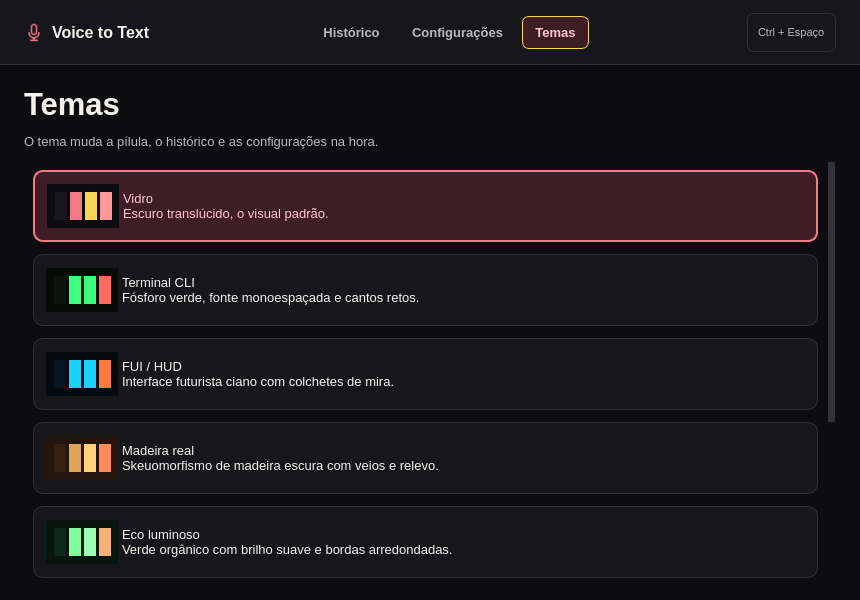 Voice to Text
Histórico
Configurações
Temas
Ctrl + Espaço
Temas
O tema muda a pílula, o histórico e as configurações na hora.
Vidro
Escuro translúcido, o visual padrão.
Terminal CLI
Fósforo verde, fonte monoespaçada e cantos retos.
FUI / HUD
Interface futurista ciano com colchetes de mira.
Madeira real
Skeuomorfismo de madeira escura com veios e relevo.
Eco luminoso
Verde orgânico com brilho suave e bordas arredondadas.